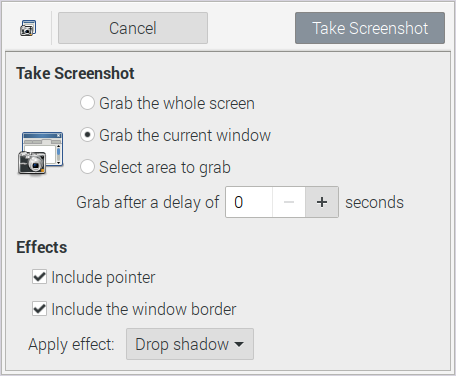 Cancel Take Screenshot
Take Screenshot
Grab the whole screen
Grab the current window
Select area to grab
Grab after a delay of 0 − + seconds
Effects
Include pointer
Include the window border
Apply effect: Drop shadow